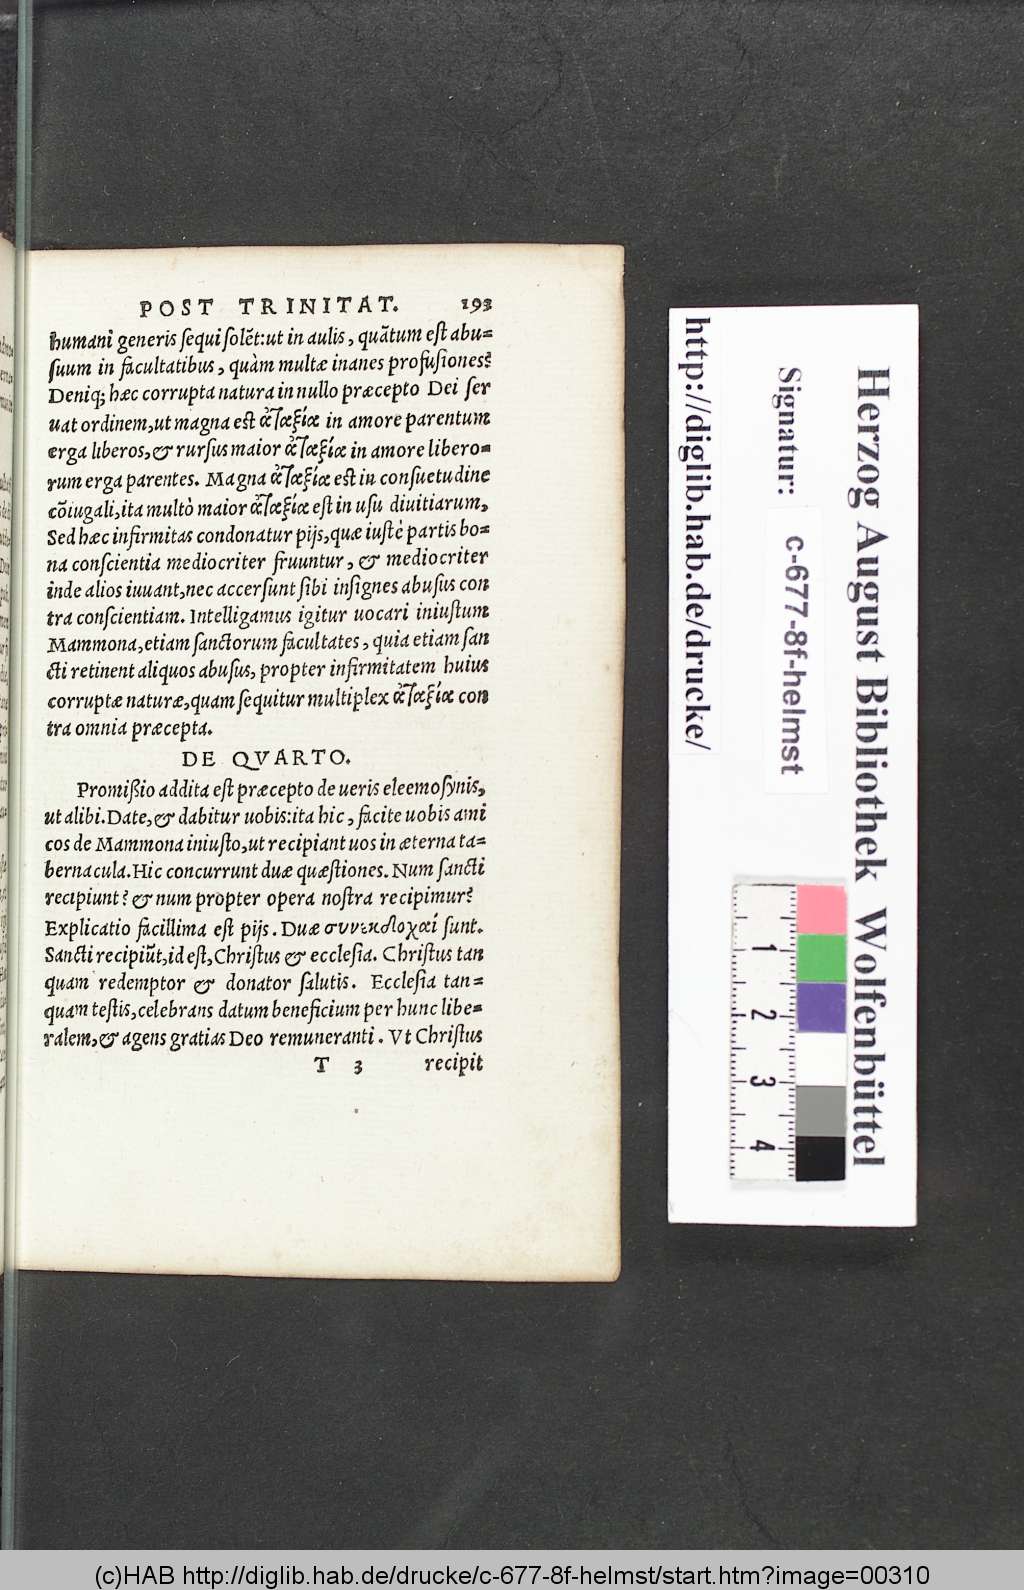 POST TRINITAT. 193
humani generis sequi solẽt:ut in aulis, quãtum est abu=
suum in facultatibus, quàm multæ inanes profusiones?
Deniq; hæc corrupta natura in nullo præcepto Dei ser
uat ordinem, ut magna est ἀταξία in amore parentum
erga liberos, & rursus maior ἀταξία in amore libero=
rum erga parentes. Magna ἀταξία est in consuetudine
cõiugali, ita multò maior ἀταξία est in usu diuitiarum,
Sed hæc infirmitas condonatur pijs, quæ iustè partis bo=
na conscientia mediocriter fruuntur, & mediocriter
inde alios iuuant, nec accersunt sibi insignes abusus con
tra conscientiam. Intelligamus igitur uocari iniustum
Mammona, etiam sanctorum facultates, quia etiam san
cti retinent aliquos abusus, propter infirmitatem huius
corruptæ naturæ, quam sequitur multiplex ἀταξία con
tra omnia præcepta.
DE QVARTO.
Promißio addita est præcepto de ueris eleemosynis,
ut alibi. Date, & dabitur uobis: ita hic, facite uobis ami
cos de Mammona iniusto, ut recipiant uos in æterna ta=
bernacula. Hic concurrunt duæ quæstiones. Num sancti
recipiunt? & num propter opera nostra recipimur?
Explicatio facillima est pijs. Duæ συνεκδοχαί sunt.
Sancti recipiũt, id est, Christus & ecclesia. Christus tan
quam redemptor & donator salutis. Ecclesia tan=
quam testis, celebrans datum beneficium per hunc libe=
ralem, & agens gratias Deo remuneranti. Vt Christus
T 3 recipit
Herzog August Bibliothek Wolfenbüttel
Signatur: c-677-8f-helmst
http://diglib.hab.de/drucke/
1 2 3 4
(c)HAB http://diglib.hab.de/drucke/c-677-8f-helmst/start.htm?image=00310